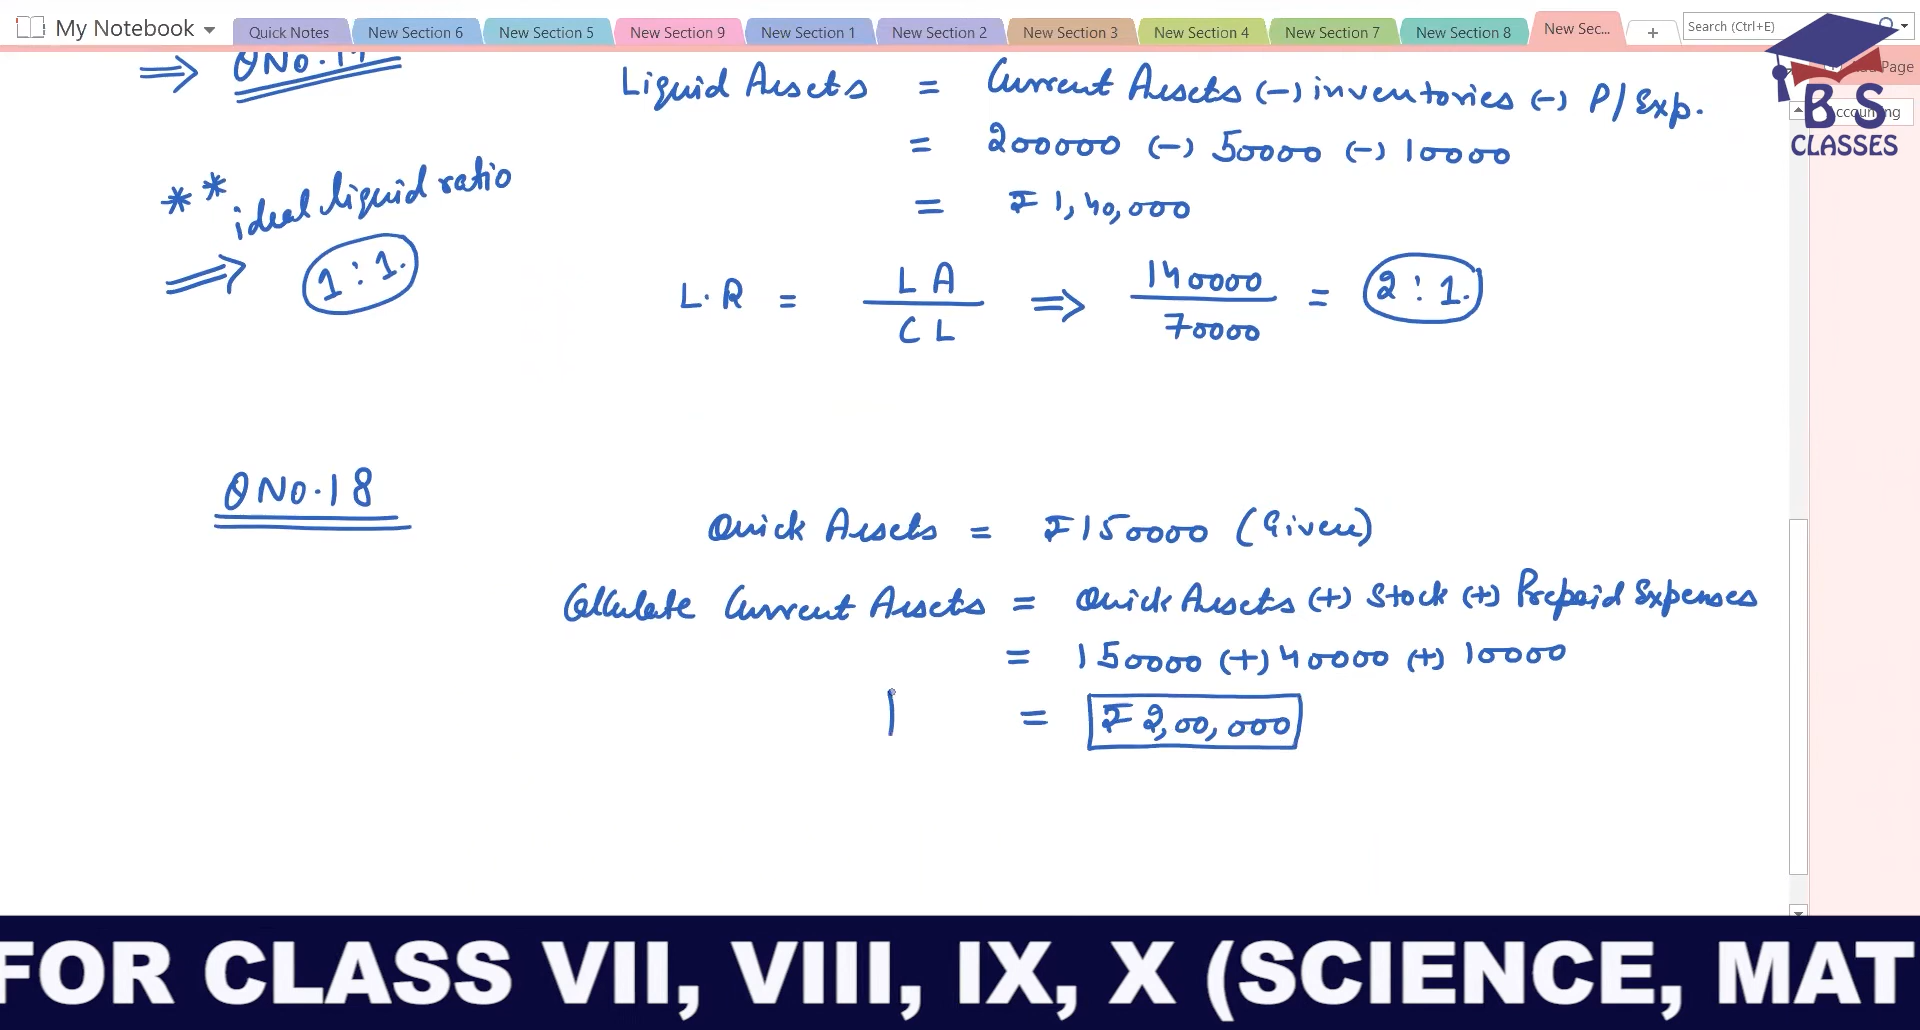 My Notebook
Quick Notes
New Section 6
New Section 5
New Section 9
New Section 1
New Section 2
New Section 3
New Section 4
New Section 7
New Section 8
New Sec...
+
Search (Ctrl+E)
Page
BS
CLASSES
⇒ QNo.17
Liquid Assets = Current Assets (-) inventories (-) P/Exp.
= 200000 (-) 50000 (-) 10000
= ₹ 1,40,000
** ideal liquid ratio
⇒ 1 : 1.
L.R = LA / CL ⇒ 140000 / 70000 = 2 : 1.
QNo.18
Quick Assets = ₹150000 (Given)
Calculate Current Assets = Quick Assets (+) Stock (+) Prepaid Expenses
= 150000 (+) 40000 (+) 10000
= ₹ 2,00,000
FOR CLASS VII, VIII, IX, X (SCIENCE, MAT